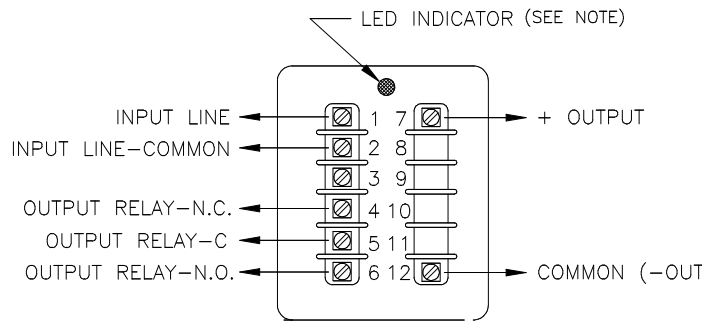 LED INDICATOR (SEE NOTE)
INPUT LINE 1 7 + OUTPUT
INPUT LINE-COMMON 2 8
3 9
OUTPUT RELAY-N.C. 4 10
OUTPUT RELAY-C 5 11
OUTPUT RELAY-N.O. 6 12 COMMON (-OUT